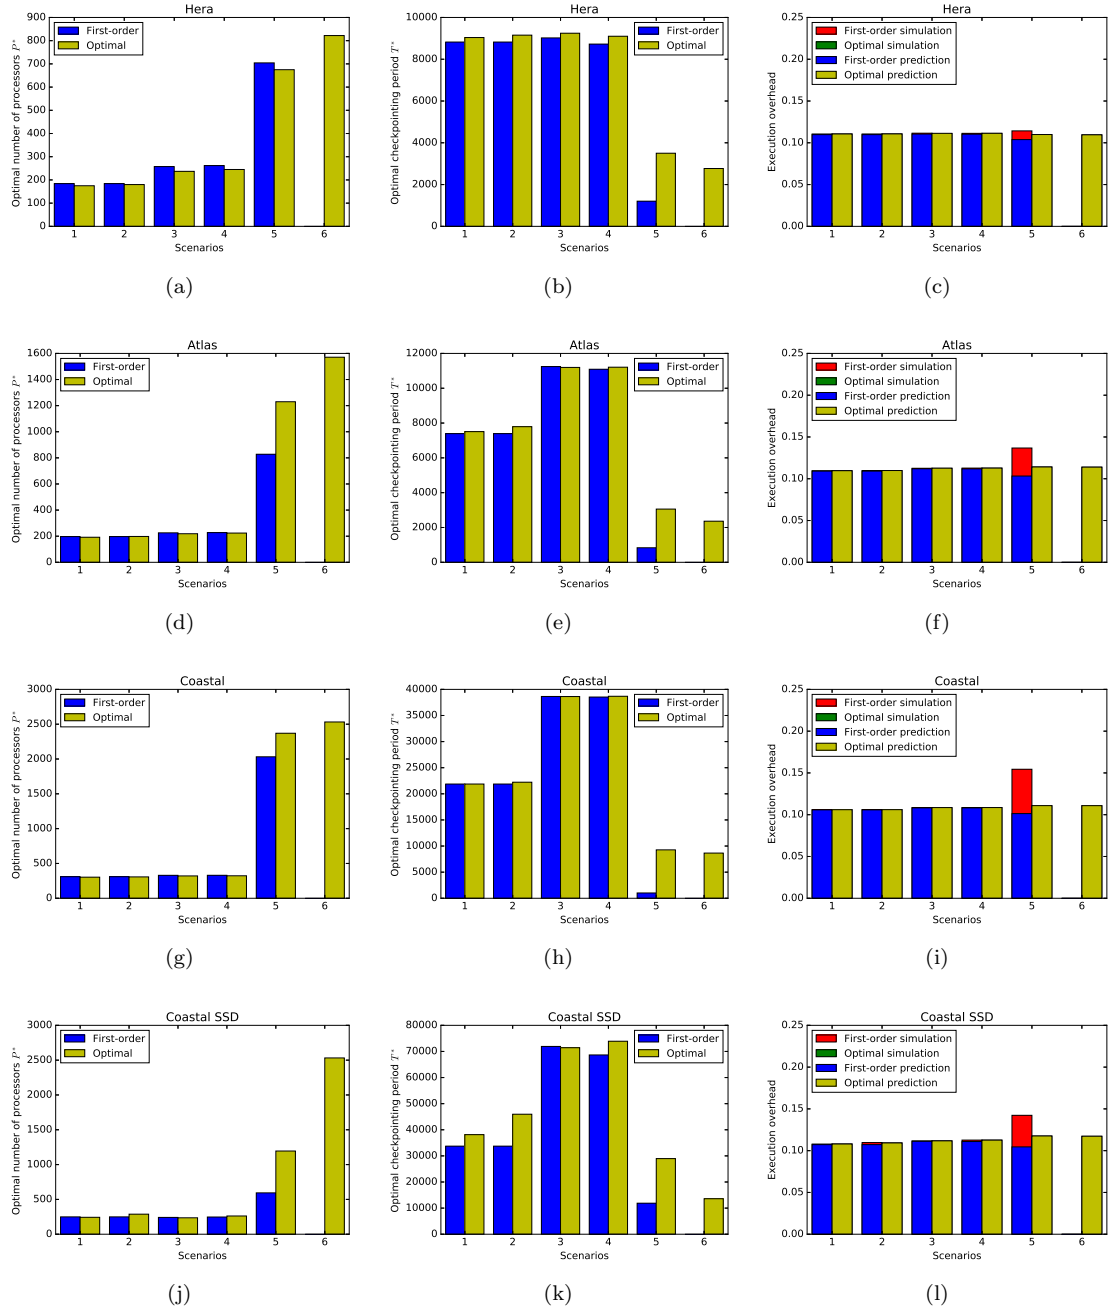 Hera
Optimal number of processors P*
900
800
700
600
500
400
300
200
100
0
First-order
Optimal
1 2 3 4 5 6
Scenarios
(a)
Hera
Optimal checkpointing period T*
10000
8000
6000
4000
2000
0
First-order
Optimal
1 2 3 4 5 6
Scenarios
(b)
Hera
Execution overhead
0.25
0.20
0.15
0.10
0.05
0.00
First-order simulation
Optimal simulation
First-order prediction
Optimal prediction
1 2 3 4 5 6
Scenarios
(c)
Atlas
Optimal number of processors P*
1600
1400
1200
1000
800
600
400
200
0
First-order
Optimal
1 2 3 4 5 6
Scenarios
(d)
Atlas
Optimal checkpointing period T*
12000
10000
8000
6000
4000
2000
0
First-order
Optimal
1 2 3 4 5 6
Scenarios
(e)
Atlas
Execution overhead
0.25
0.20
0.15
0.10
0.05
0.00
First-order simulation
Optimal simulation
First-order prediction
Optimal prediction
1 2 3 4 5 6
Scenarios
(f)
Coastal
Optimal number of processors P*
3000
2500
2000
1500
1000
500
0
First-order
Optimal
1 2 3 4 5 6
Scenarios
(g)
Coastal
Optimal checkpointing period T*
40000
35000
30000
25000
20000
15000
10000
5000
0
First-order
Optimal
1 2 3 4 5 6
Scenarios
(h)
Coastal
Execution overhead
0.25
0.20
0.15
0.10
0.05
0.00
First-order simulation
Optimal simulation
First-order prediction
Optimal prediction
1 2 3 4 5 6
Scenarios
(i)
Coastal SSD
Optimal number of processors P*
3000
2500
2000
1500
1000
500
0
First-order
Optimal
1 2 3 4 5 6
Scenarios
(j)
Coastal SSD
Optimal checkpointing period T*
80000
70000
60000
50000
40000
30000
20000
10000
0
First-order
Optimal
1 2 3 4 5 6
Scenarios
(k)
Coastal SSD
Execution overhead
0.25
0.20
0.15
0.10
0.05
0.00
First-order simulation
Optimal simulation
First-order prediction
Optimal prediction
1 2 3 4 5 6
Scenarios
(l)